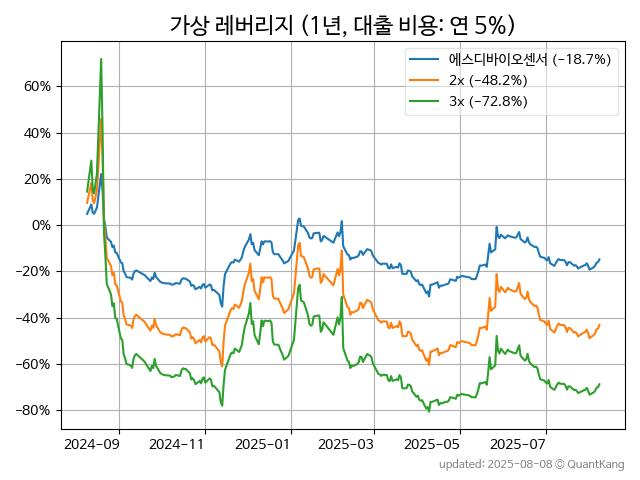 가상 레버리지 (1년, 대출 비용: 연 5%)
에스디바이오센서 (−18.7%)
2x (−48.2%)
3x (−72.8%)
60%
40%
20%
0%
−20%
−40%
−60%
−80%
2024-09 2024-11 2025-01 2025-03 2025-05 2025-07
updated: 2025-08-08 © QuantKang